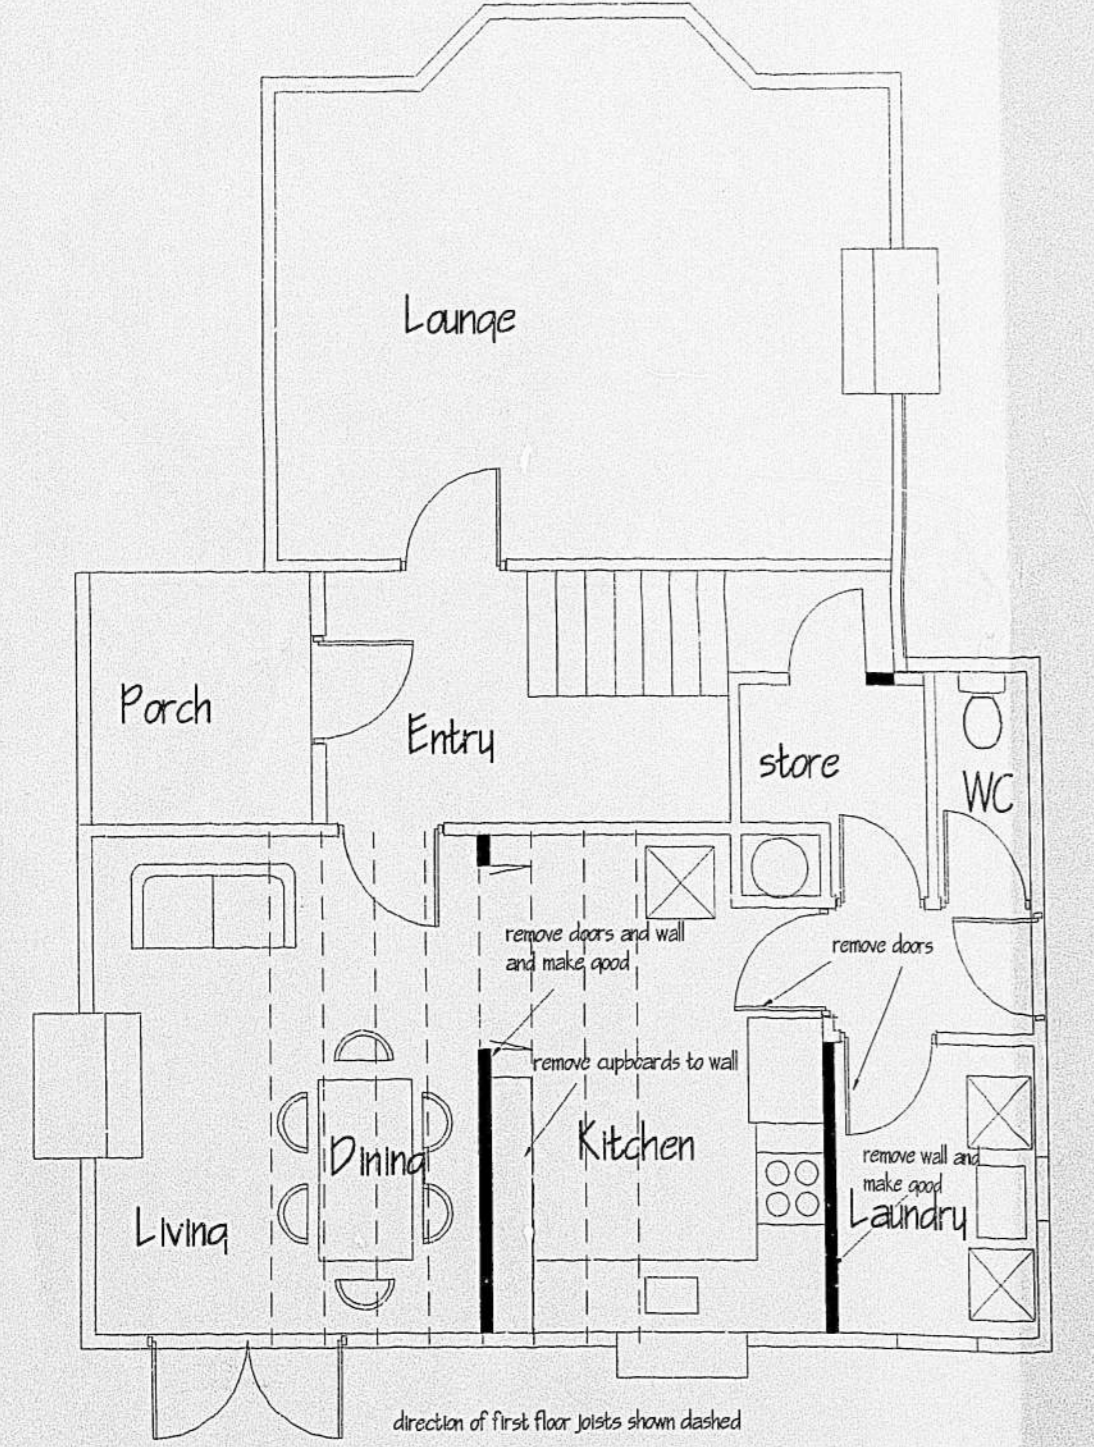 Lounge
Porch
Entry
store
WC
remove doors and wall
and make good
remove doors
remove cupboards to wall
Dining
Kitchen
remove wall and
make good
Living
Laundry
direction of first floor joists shown dashed